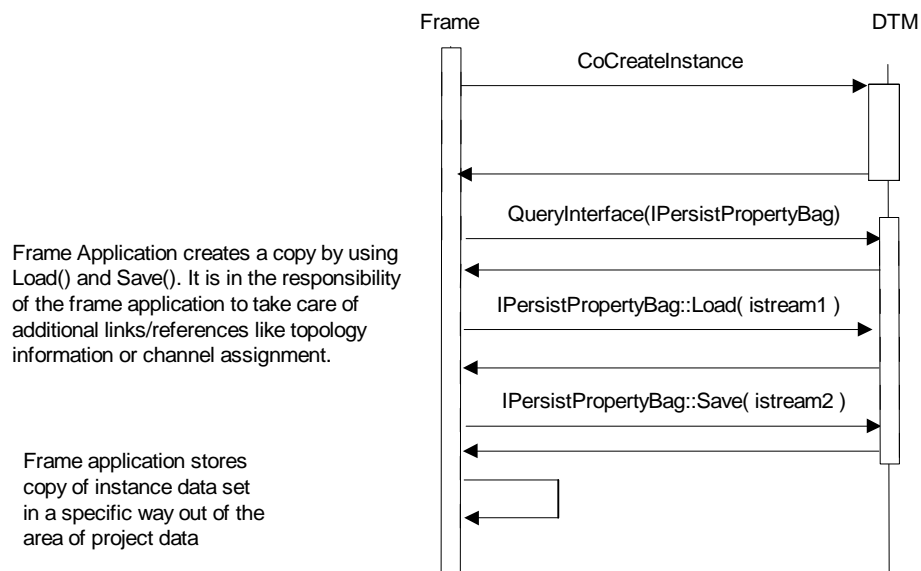 Frame
DTM
CoCreateInstance
QueryInterface(IPersistPropertyBag)
Frame Application creates a copy by using
Load() and Save(). It is in the responsibility
of the frame application to take care of
additional links/references like topology
information or channel assignment.
IPersistPropertyBag::Load( istream1 )
IPersistPropertyBag::Save( istream2 )
Frame application stores
copy of instance data set
in a specific way out of the
area of project data